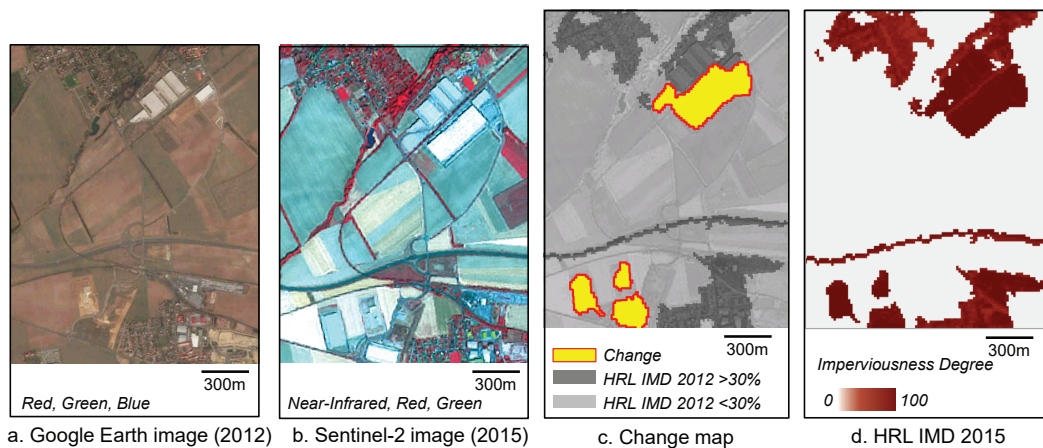 300m
Red, Green, Blue
a. Google Earth image (2012)
300m
Near-Infrared, Red, Green
b. Sentinel-2 image (2015)
300m
Change
HRL IMD 2012 >30%
HRL IMD 2012 <30%
c. Change map
300m
Imperviousness Degree
0 100
d. HRL IMD 2015